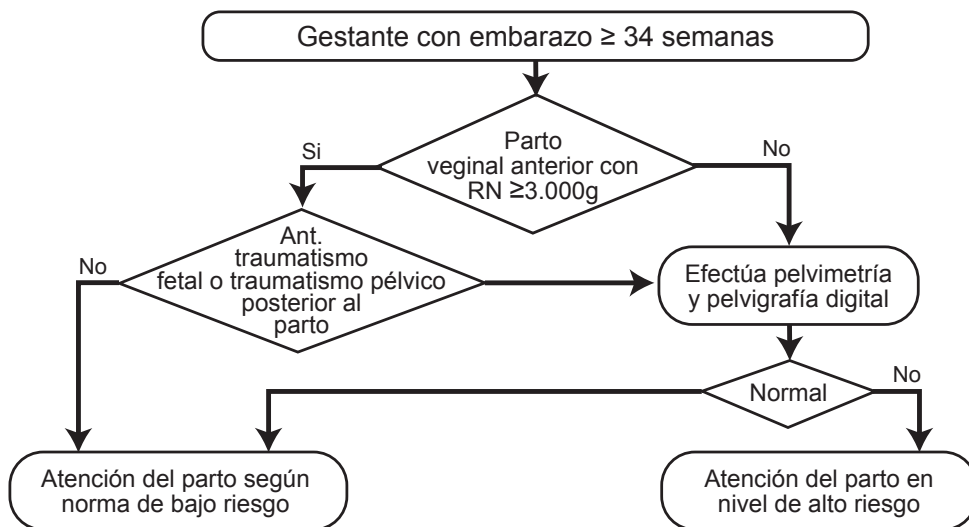 Gestante con embarazo ≥ 34 semanas
Parto
veginal anterior con
RN ≥3.000g
Si
No
Ant.
traumatismo
fetal o traumatismo pélvico
posterior al
parto
No
Efectúa pelvimetría
y pelvigrafía digital
Normal
No
Atención del parto según
norma de bajo riesgo
Atención del parto en
nivel de alto riesgo